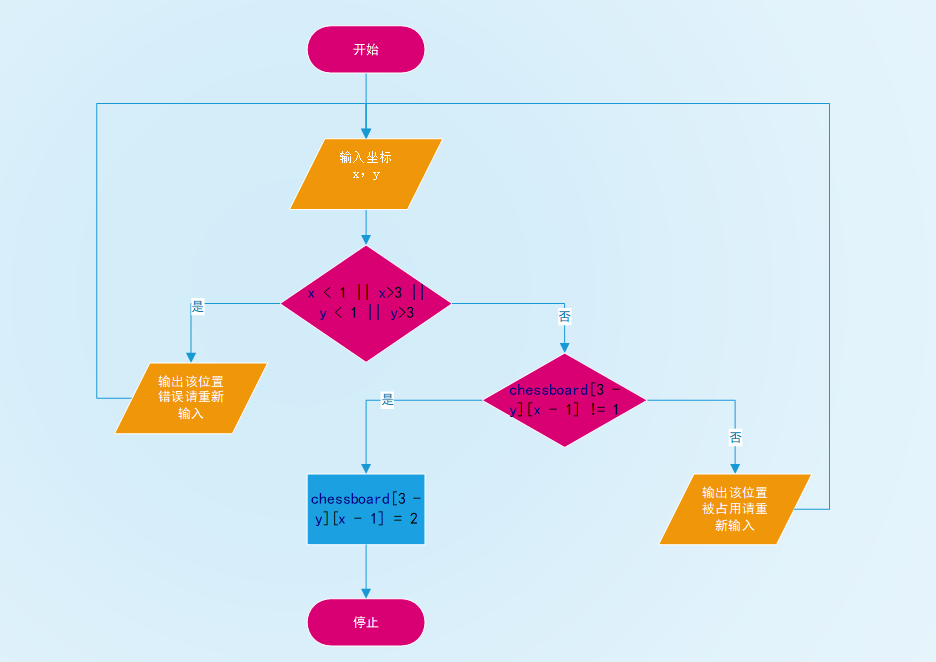 开始
输入坐标
x，y
x < 1 || x>3 ||
y < 1 || y>3
是
否
输出该位置
错误请重新
输入
chessboard[3 -
y][x - 1] != 1
是
否
chessboard[3 -
y][x - 1] = 2
输出该位置
被占用请重
新输入
停止